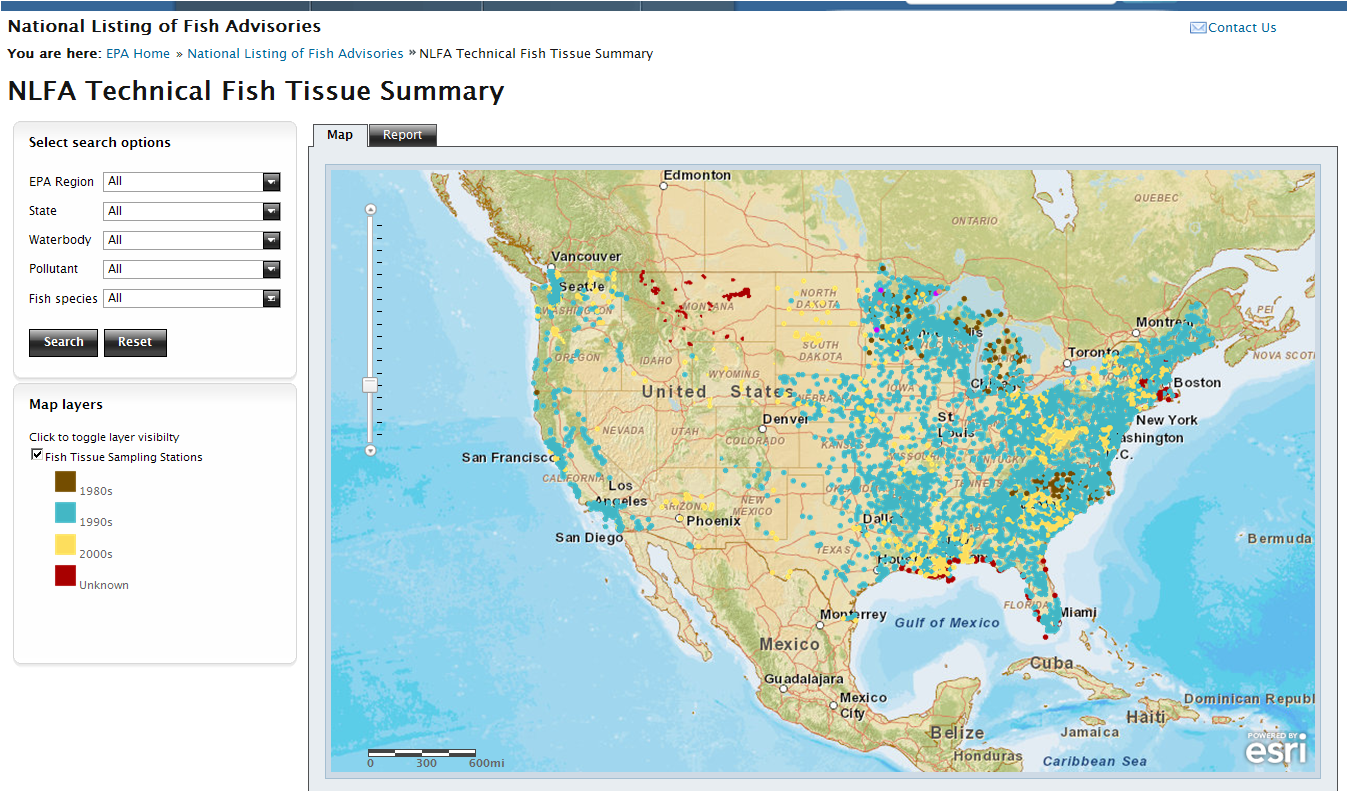 National Listing of Fish Advisories
Contact Us
You are here: EPA Home » National Listing of Fish Advisories » NLFA Technical Fish Tissue Summary
NLFA Technical Fish Tissue Summary
Select search options
EPA Region All
State All
Waterbody All
Pollutant All
Fish species All
Search Reset
Map layers
Click to toggle layer visibilty
Fish Tissue Sampling Stations
1980s
1990s
2000s
Unknown
Map Report
Edmonton
QUEBEC
ONTARIO
Vancouver
Seattle
WASHINGTON
MONTANA
NORTH
DAKOTA
PEI
Montrea
NOVA SCOTI
Toronto
OREGON
IDAHO
SOUTH
DAKOTA
WYOMING
United States
IOWA
Boston
New York
Denver
St
Louis
NEVADA
UTAH
COLORADO
San Francisco
CALIFORNIA
KENTUCKY
Los
Angeles
ARIZONA
NEW
MEXICO
Phoenix
San Diego
TEXAS
Bermuda
FLORIDA
Miami
Monterrey
Gulf of Mexico
Mexico
Cuba
Guadalajara
Mexico
City
Dominican Republ
Haiti
Jamaica
Belize
Honduras
Caribbean Sea
0 300 600mi
POWERED BY
esri